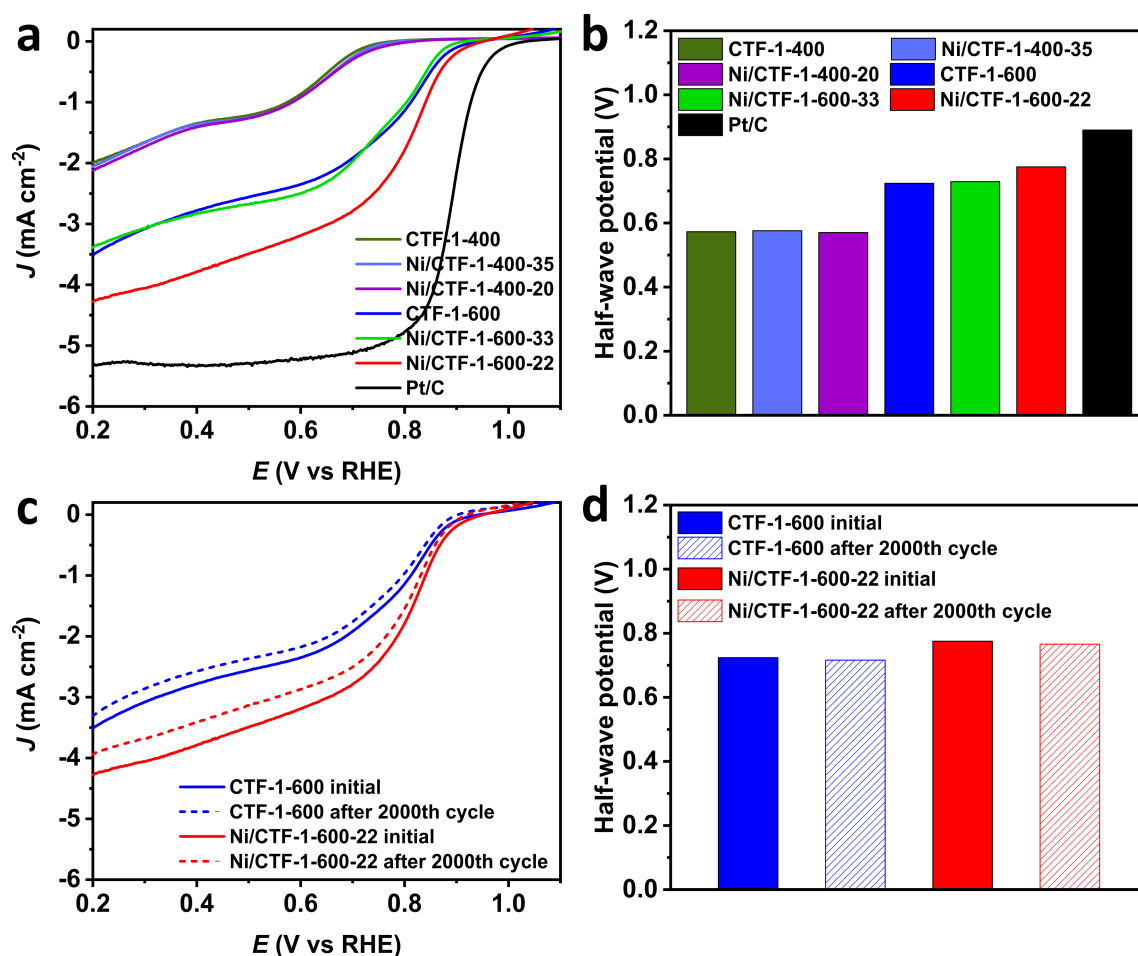 a
0
-1
-2
-3
-4
-5
-6
J (mA cm-2)
CTF-1-400
Ni/CTF-1-400-35
Ni/CTF-1-400-20
CTF-1-600
Ni/CTF-1-600-33
Ni/CTF-1-600-22
Pt/C
0.2 0.4 0.6 0.8 1.0
E (V vs RHE)
b
1.2
1.0
0.8
0.6
0.4
0.2
0.0
Half-wave potential (V)
CTF-1-400 Ni/CTF-1-400-35
Ni/CTF-1-400-20 CTF-1-600
Ni/CTF-1-600-33 Ni/CTF-1-600-22
Pt/C
c
0
-1
-2
-3
-4
-5
-6
J (mA cm-2)
CTF-1-600 initial
CTF-1-600 after 2000th cycle
Ni/CTF-1-600-22 initial
Ni/CTF-1-600-22 after 2000th cycle
0.2 0.4 0.6 0.8 1.0
E (V vs RHE)
d
1.2
1.0
0.8
0.6
0.4
0.2
0.0
Half-wave potential (V)
CTF-1-600 initial
CTF-1-600 after 2000th cycle
Ni/CTF-1-600-22 initial
Ni/CTF-1-600-22 after 2000th cycle